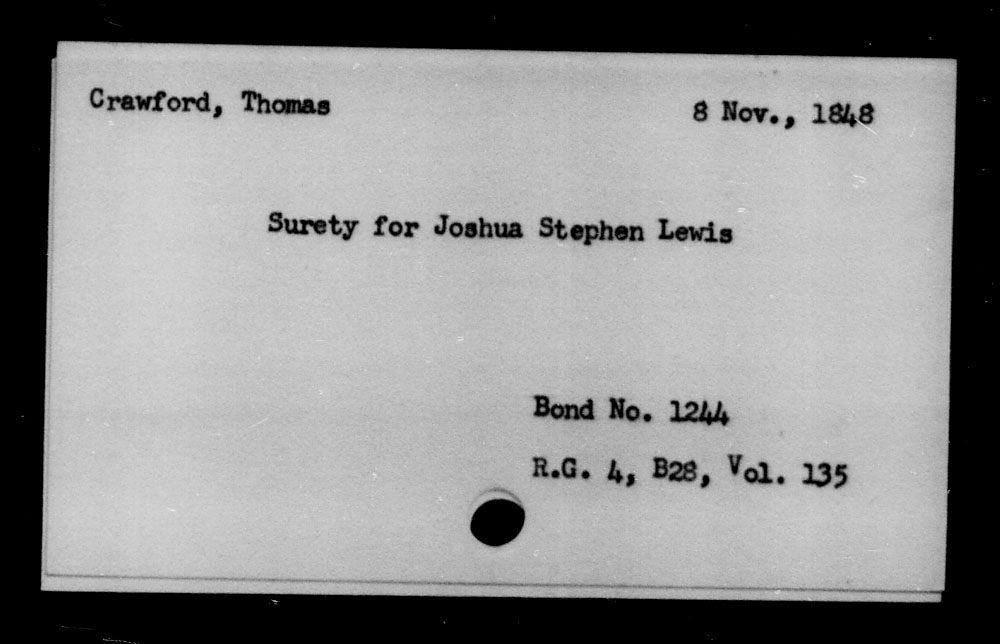 Crawford, Thomas 8 Nov., 1848
Surety for Joshua Stephen Lewis
Bond No. 1244
R.G. 4, B28, Vol. 135